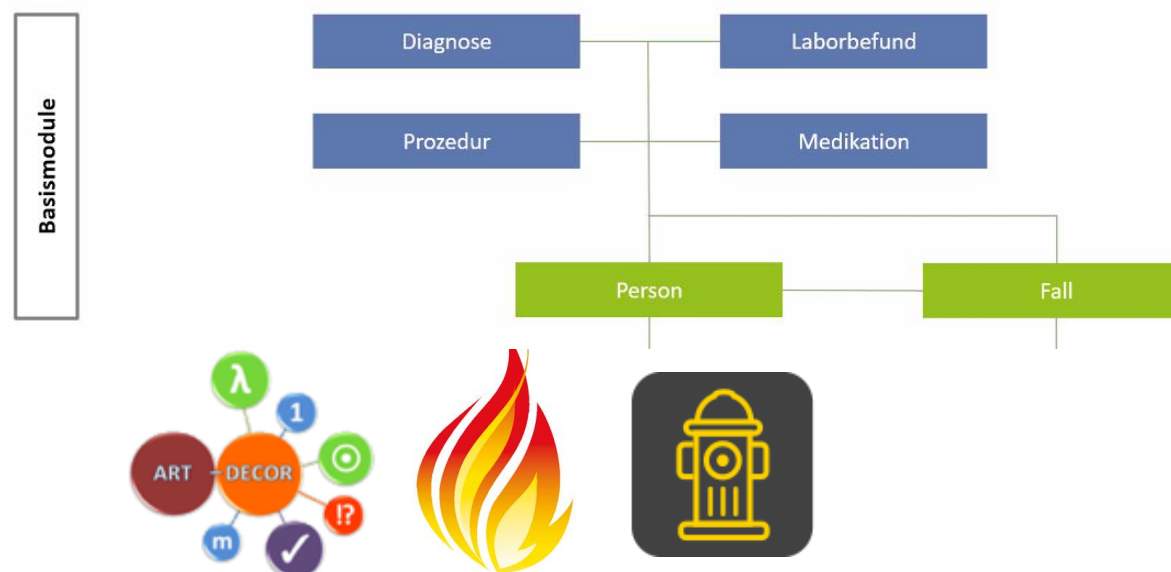 Basismodule
Diagnose
Laborbefund
Prozedur
Medikation
Person
Fall
λ
1
ART
DECOR
!?
m